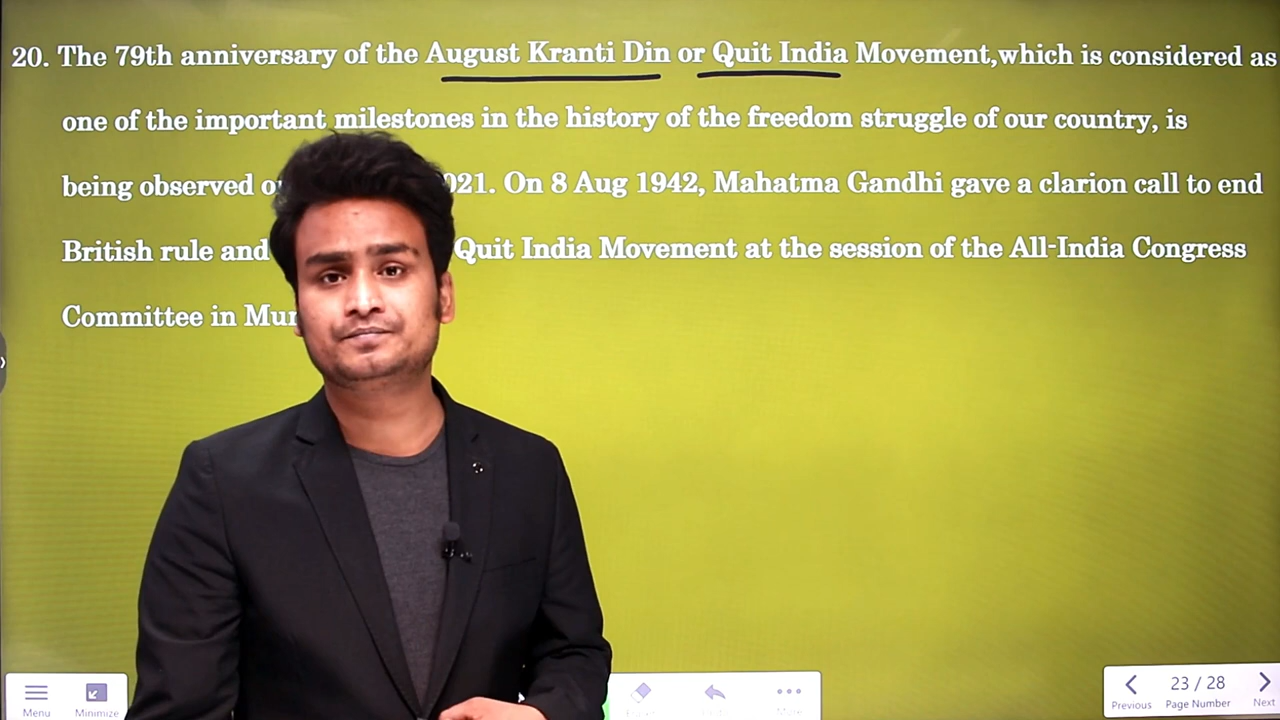 20. The 79th anniversary of the August Kranti Din or Quit India Movement,which is considered as
one of the important milestones in the history of the freedom struggle of our country, is
being observed 021. On 8 Aug 1942, Mahatma Gandhi gave a clarion call to end
British rule and Quit India Movement at the session of the All-India Congress
Committee in
Menu Minimize More 23 / 28
Previous Page Number Next